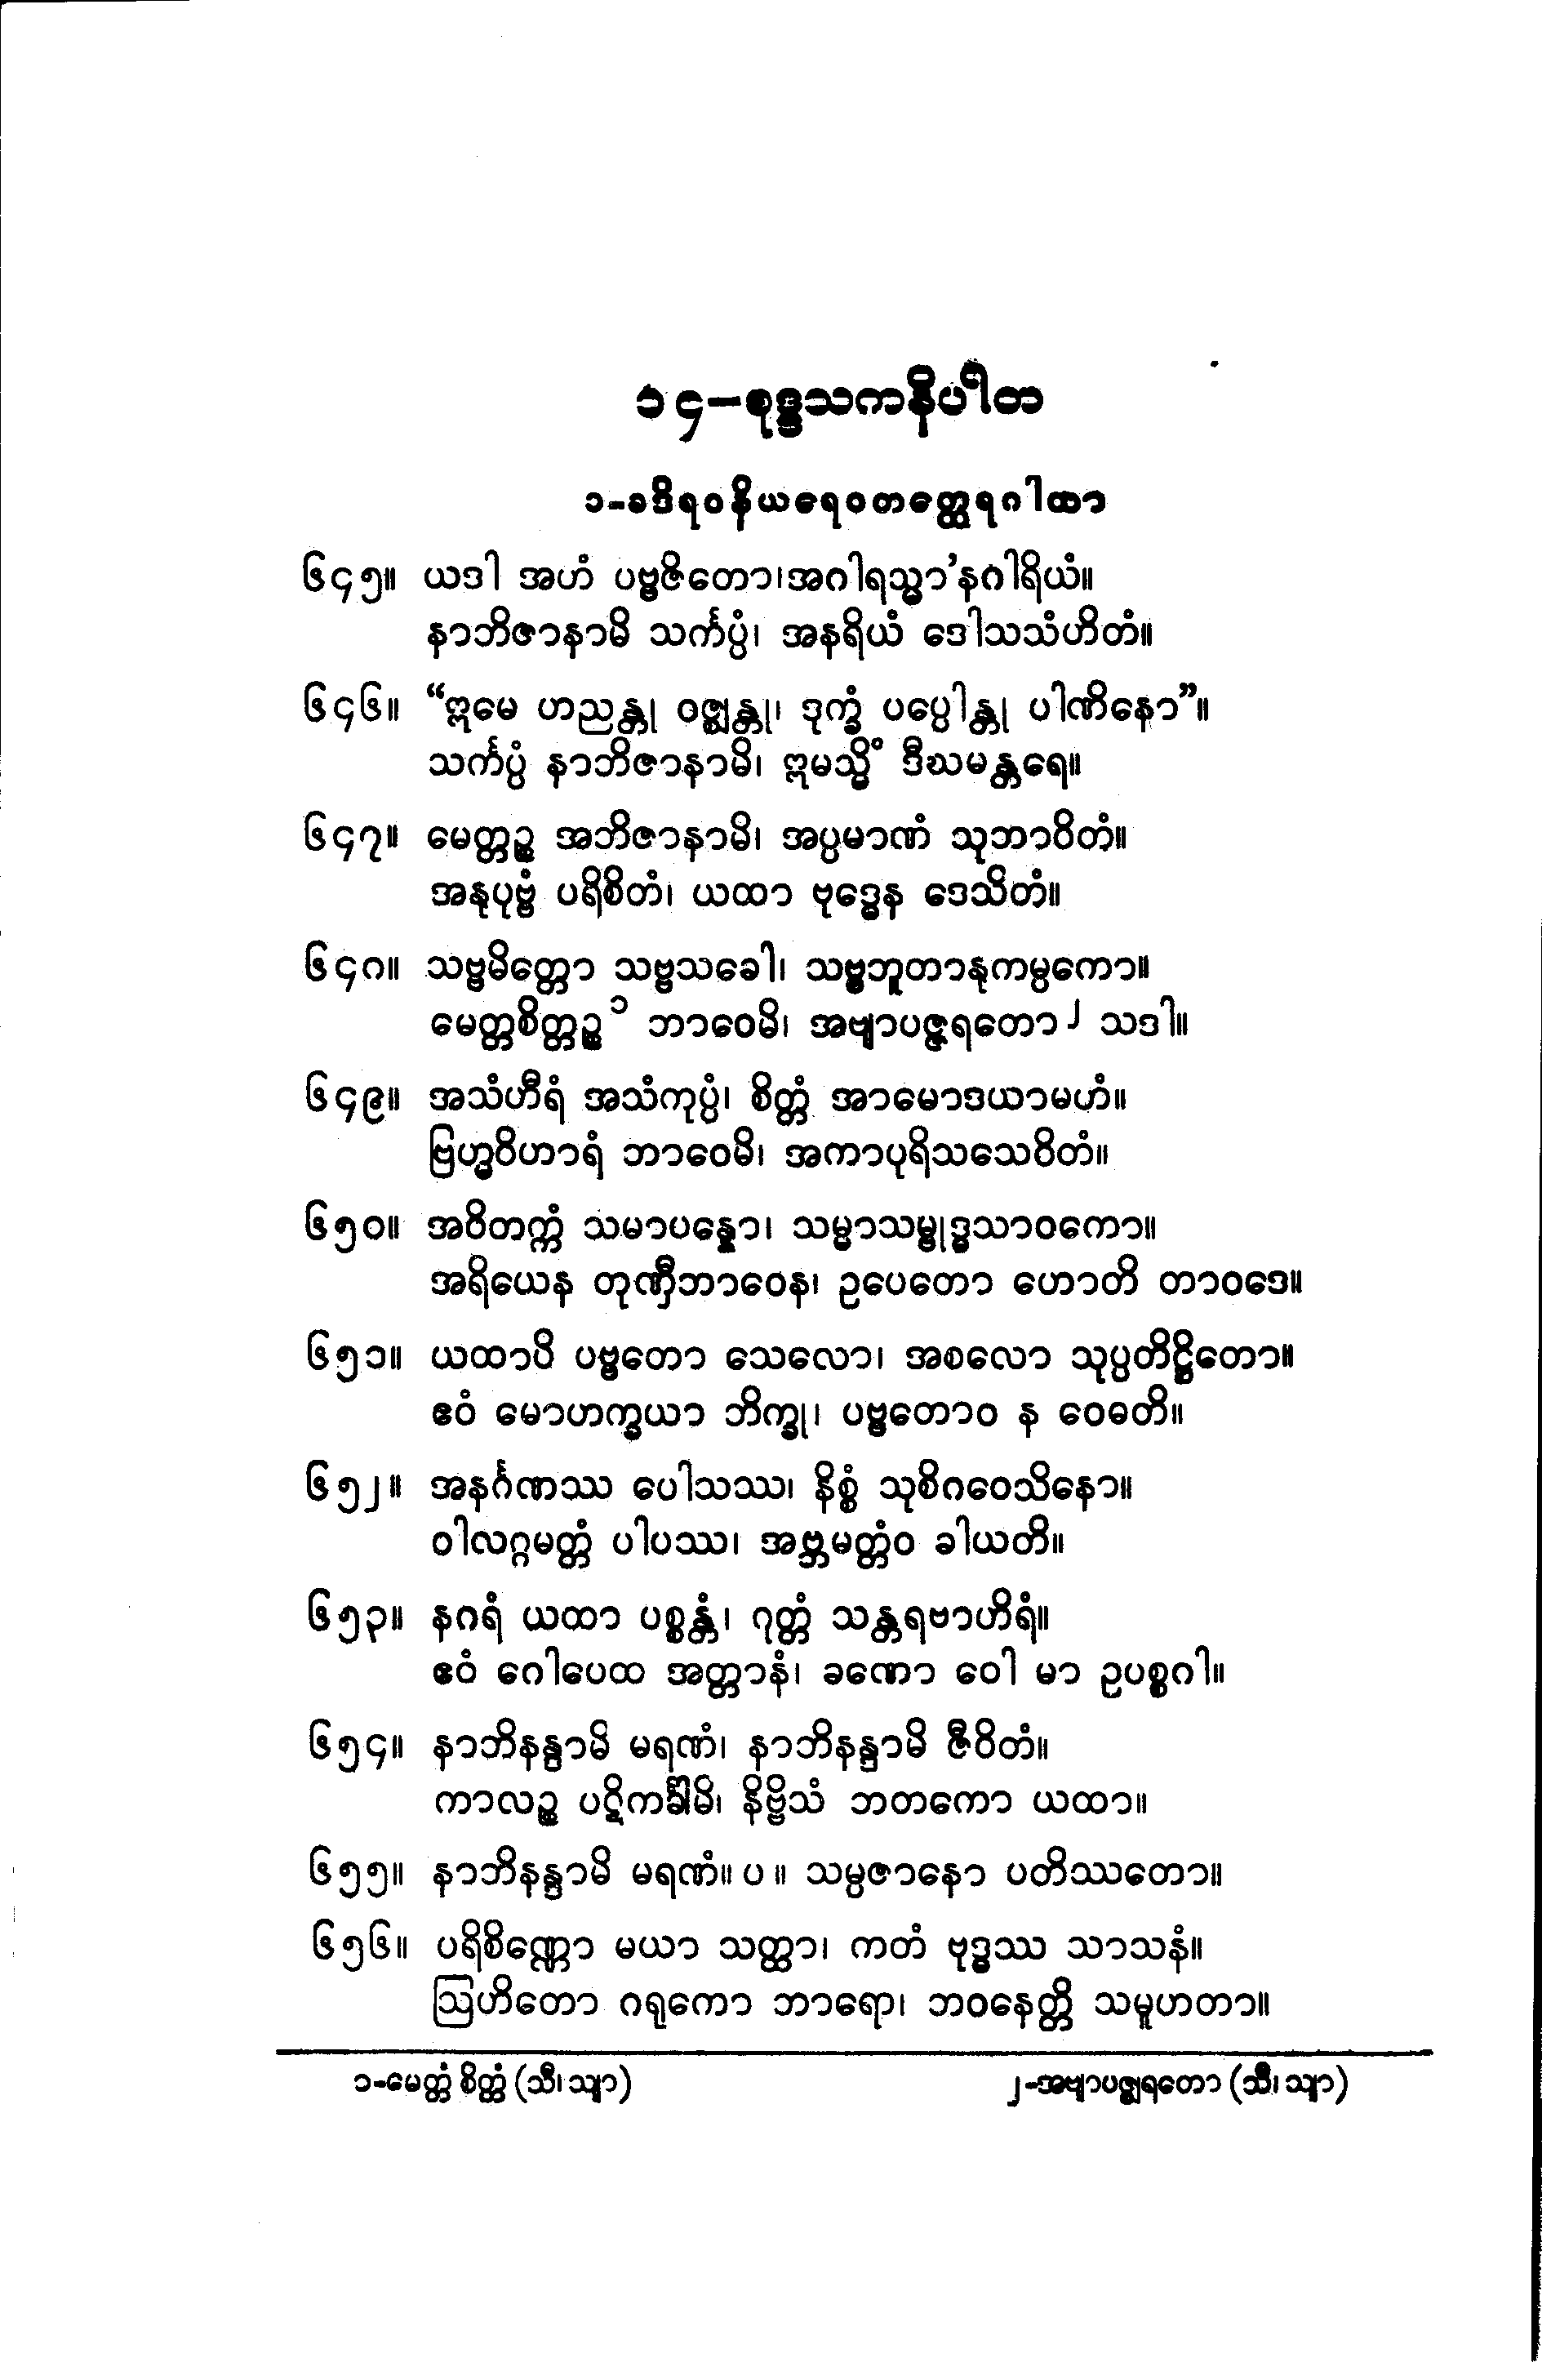 ၁၄-စုဒ္ဒသကနိပါတ
၁-ခဒိရဝနိယရေဝတတ္ထေရဂါထာ
၆၄၅။ ယဒါ အဟံ ပဗ္ဗဇိတော၊အဂါရသ္မာ’နဂါရိယံ။
နာဘိဇာနာမိ သင်္ကပ္ပံ၊ အနရိယံ ဒေါသသံဟိတံ။
၆၄၆။ “ဣမေ ဟညန္တု ဝဇ္ဈန္တု၊ ဒုက္ခံ ပပ္ပေါန္တု ပါဏိနော”။
သင်္ကပ္ပံ နာဘိဇာနာမိ၊ ဣမသ္မိံ ဒီဃမန္တရေ။
၆၄၇။ မေတ္တဉ္စ အဘိဇာနာမိ၊ အပ္ပမာဏံ သုဘာဝိတံ။
အနုပုဗ္ဗံ ပရိစိတံ၊ ယထာ ဗုဒ္ဓေန ဒေသိတံ။
၆၄၈။ သဗ္ဗမိတ္တော သဗ္ဗသခေါ၊ သဗ္ဗဘူတာနုကမ္ပကော။
မေတ္တစိတ္တဉ္စ ၁ ဘာဝေမိ၊ အဗျာပဇ္ဇရတော ၂ သဒါ။
၆၄၉။ အသံဟီရံ အသံကုပ္ပံ၊ စိတ္တံ အာမောဒယာမဟံ။
ဗြဟ္မဝိဟာရံ ဘာဝေမိ၊ အကာပုရိသသေဝိတံ။
၆၅၀။ အဝိတက္ကံ သမာပန္နော၊ သမ္မာသမ္ဗုဒ္ဓသာဝကော။
အရိယေန တုဏှီဘာဝေန၊ ဥပေတော ဟောတိ တာဝဒေ။
၆၅၁။ ယထာပိ ပဗ္ဗတော သေလော၊ အစလော သုပ္ပတိဋ္ဌိတော။
ဧဝံ မောဟက္ခယာ ဘိက္ခု၊ ပဗ္ဗတောဝ န ဝေဓတိ။
၆၅၂။ အနင်္ဂဏဿ ပေါသဿ၊ နိစ္စံ သုစိဂဝေသိနော။
ဝါလဂ္ဂမတ္တံ ပါပဿ၊ အဗ္ဘမတ္တံဝ ခါယတိ။
၆၅၃။ နဂရံ ယထာ ပစ္စန္တံ၊ ဂုတ္တံ သန္တရဗာဟိရံ။
ဧဝံ ဂေါပေထ အတ္တာနံ၊ ခဏော ဝေါ မာ ဥပစ္စဂါ။
၆၅၄။ နာဘိနန္ဒာမိ မရဏံ၊ နာဘိနန္ဒာမိ ဇီဝိတံ။
ကာလဉ္စ ပဋိကင်္ခါမိ၊ နိဗ္ဗိသံ ဘတကော ယထာ။
၆၅၅။ နာဘိနန္ဒာမိ မရဏံ။ ပ ။ သမ္ပဇာနော ပတိဿတော။
၆၅၆။ ပရိစိဏ္ဏော မယာ သတ္ထာ၊ ကတံ ဗုဒ္ဓဿ သာသနံ။
ဩဟိတော ဂရုကော ဘာရော၊ ဘဝနေတ္တိ သမူဟတာ။
၁-မေတ္တံ စိတ္တံ (သီ၊ သျာ) ၂-အဗျာပဇ္ဈရတော (သီ၊ သျာ)